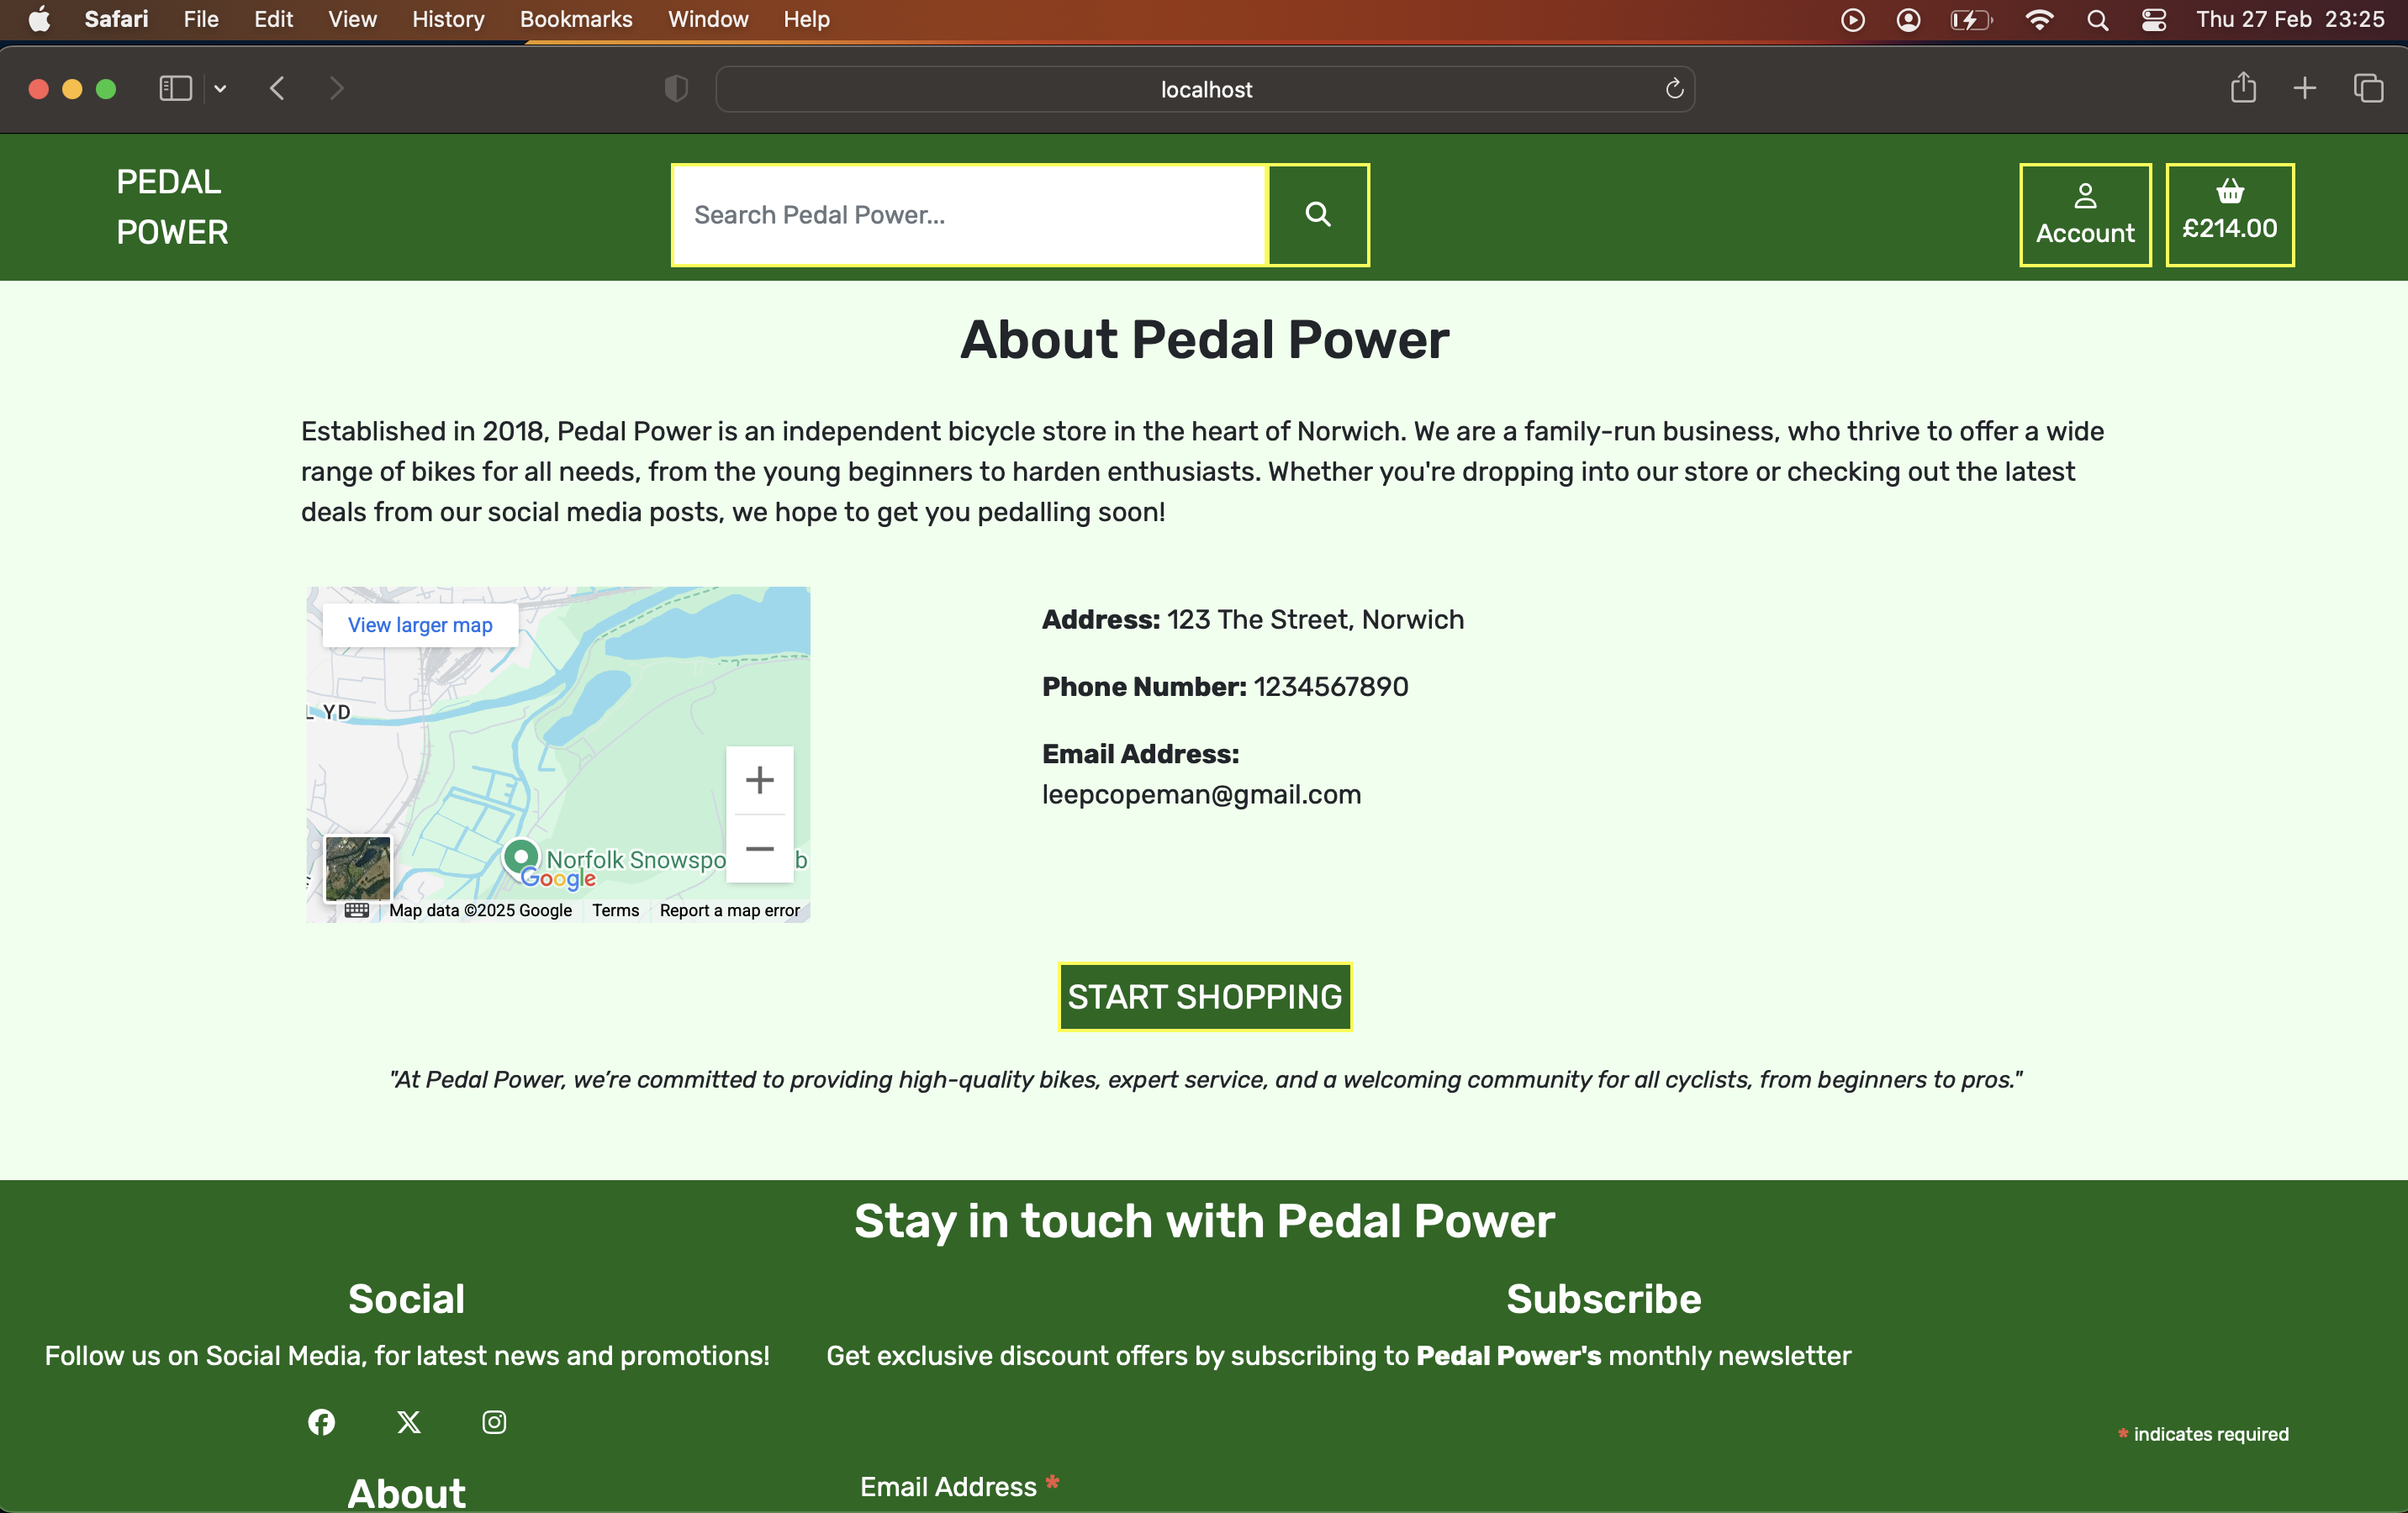 Safari File Edit View History Bookmarks Window Help Thu 27 Feb 23:25
localhost
PEDAL
POWER
Search Pedal Power...
Account
£214.00
About Pedal Power
Established in 2018, Pedal Power is an independent bicycle store in the heart of Norwich. We are a family-run business, who thrive to offer a wide
range of bikes for all needs, from the young beginners to harden enthusiasts. Whether you're dropping into our store or checking out the latest
deals from our social media posts, we hope to get you pedalling soon!
View larger map
L YD
Norfolk Snowspo b
Google
Map data ©2025 Google Terms Report a map error
Address: 123 The Street, Norwich
Phone Number: 1234567890
Email Address:
leepcopeman@gmail.com
START SHOPPING
"At Pedal Power, we’re committed to providing high-quality bikes, expert service, and a welcoming community for all cyclists, from beginners to pros."
Stay in touch with Pedal Power
Social
Follow us on Social Media, for latest news and promotions!
About
Subscribe
Get exclusive discount offers by subscribing to Pedal Power's monthly newsletter
* indicates required
Email Address *